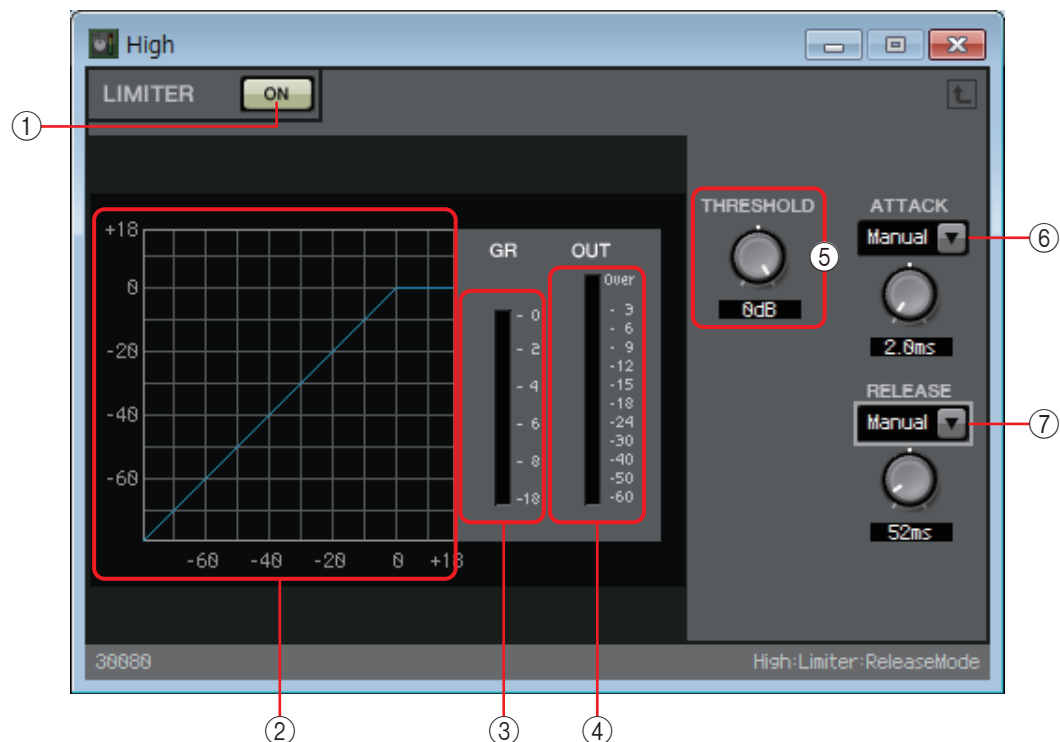 High
LIMITER ON
①
THRESHOLD ATTACK
+18
GR OUT
Manual
⑥
⑤
0
Over
- 0
- 3
0dB
- 6
-20
- 2
- 9
2.0ms
-12
- 4
-15
RELEASE
-40
-18
- 6
-24
Manual
⑦
-30
- 8
-40
-60
-50
-18
-60
52ms
-60 -40 -20 0 +18
30080 High:Limiter:ReleaseMode
② ③ ④